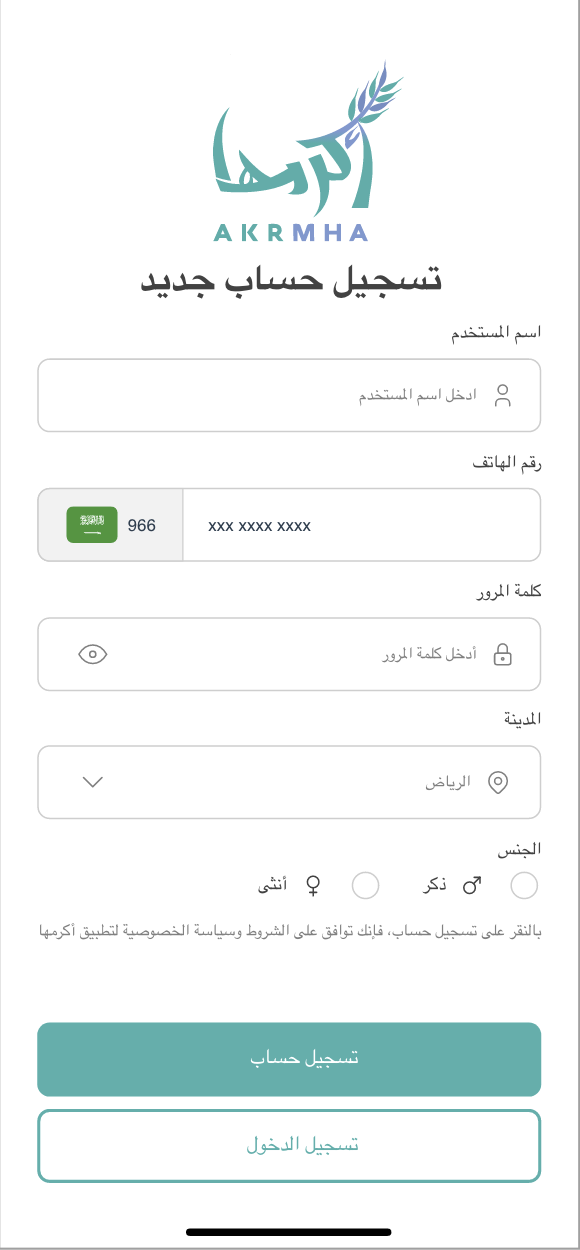 أكرمها
AKRMHA
تسجيل حساب جديد
اسم المستخدم
ادخل اسم المستخدم
رقم الهاتف
966 xxx xxxx xxxx
كلمة المرور
أدخل كلمة المرور
المدينة
الرياض
الجنس
ذكر أنثى
بالنقر على تسجيل حساب، فإنك توافق على الشروط وسياسة الخصوصية لتطبيق أكرمها
تسجيل حساب
تسجيل الدخول